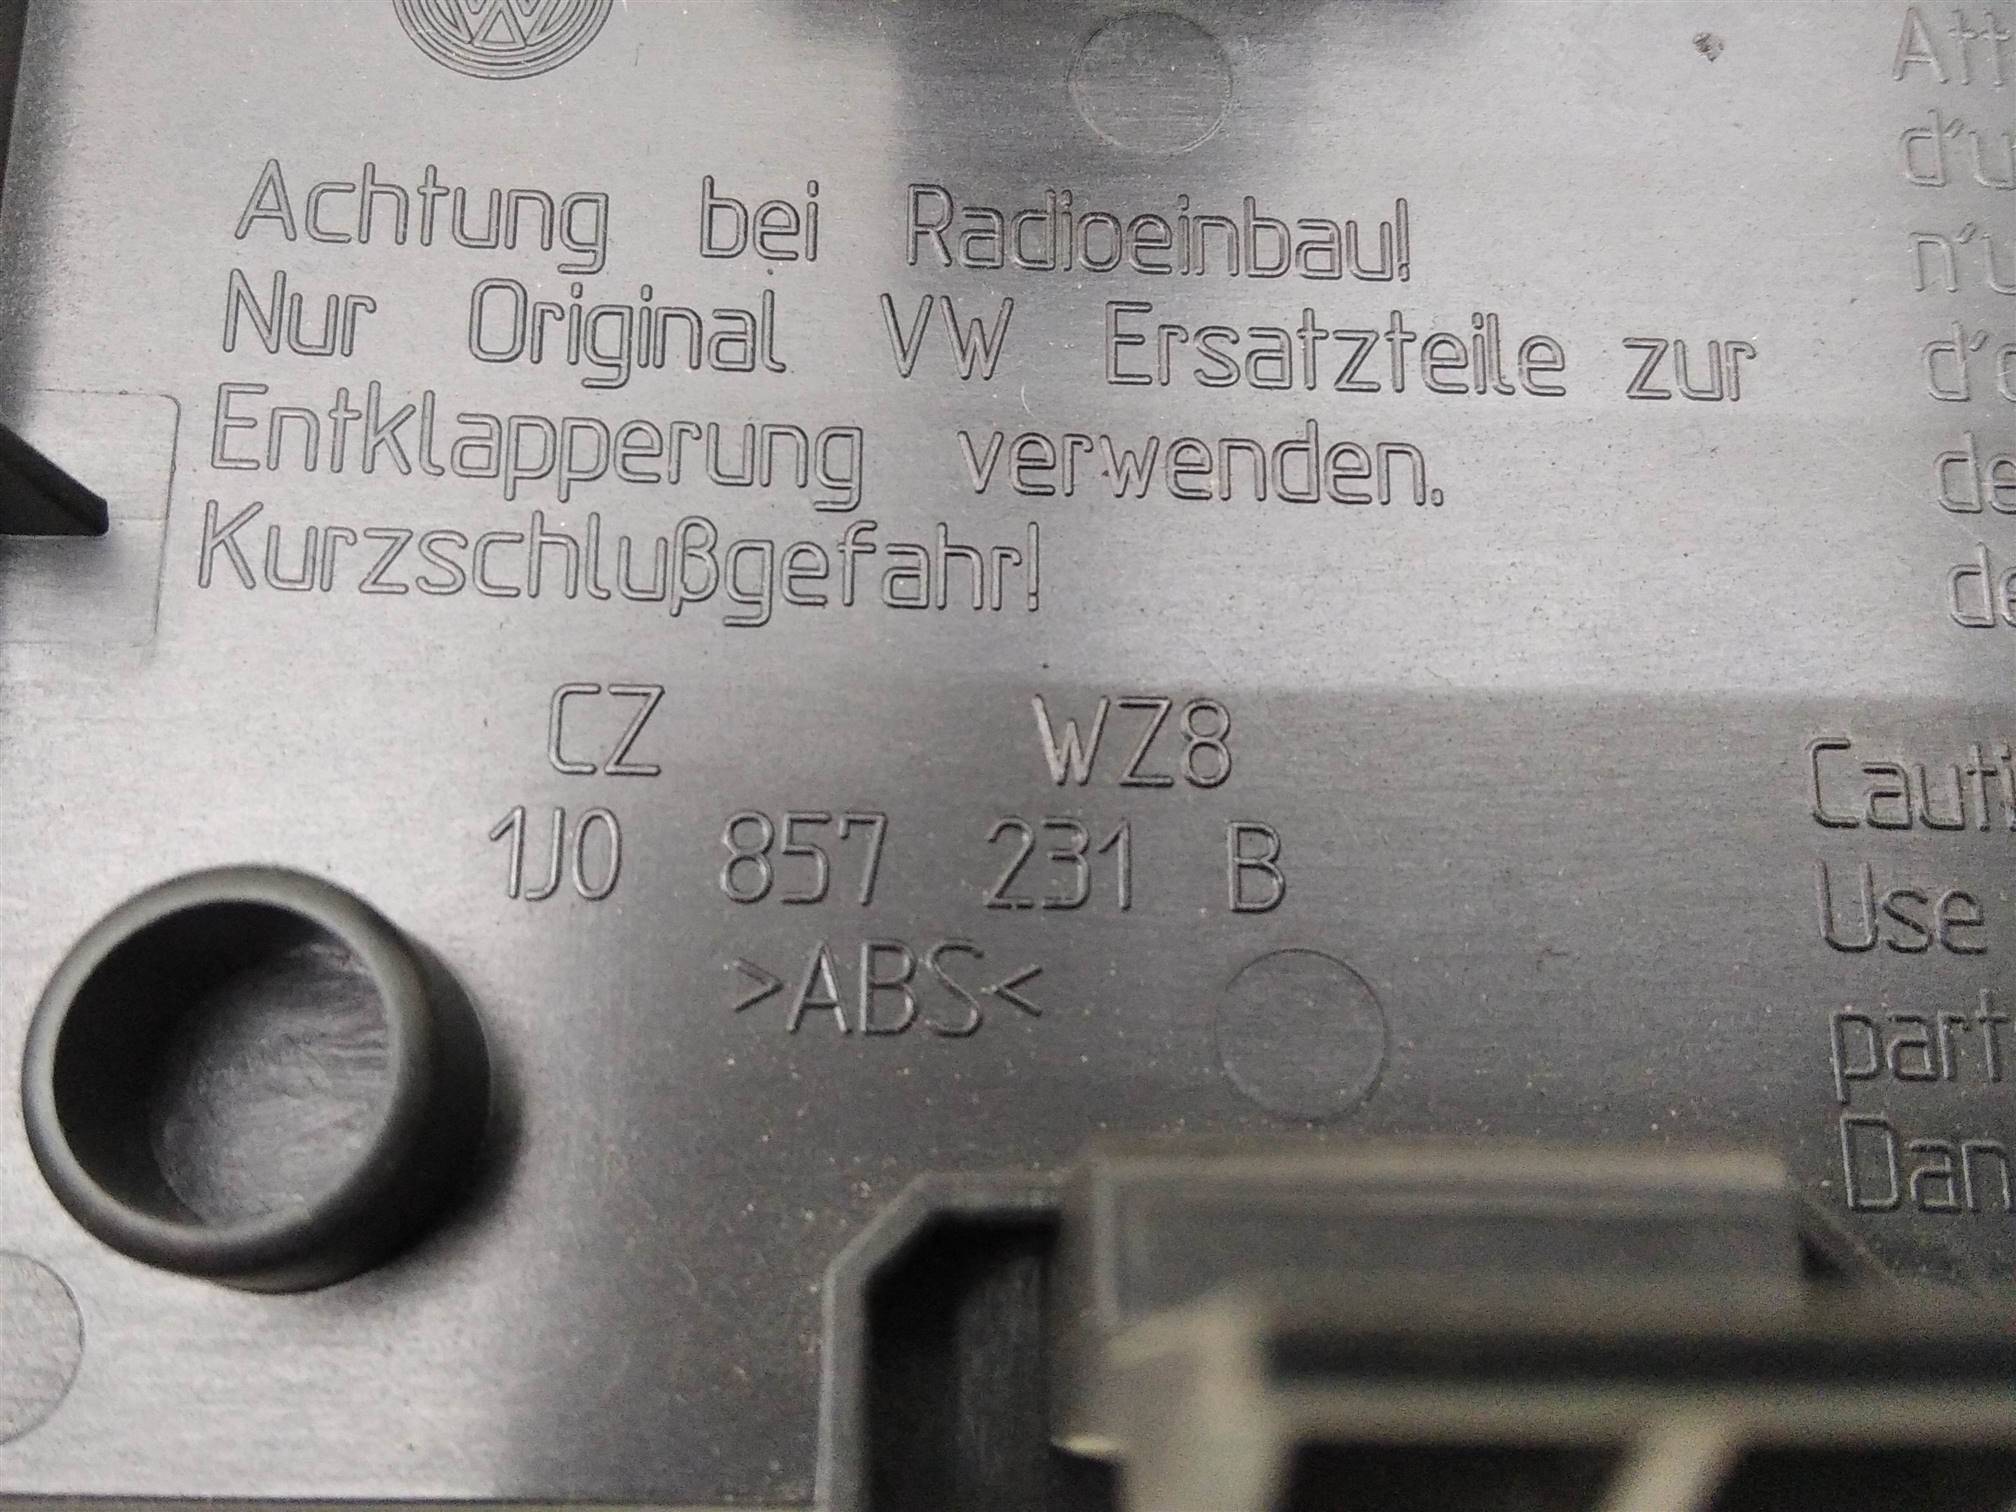 Achtung bei Radioeinbau!
Nur Original VW Ersatzteile zur
Entklapperung verwenden.
Kurzschlußgefahr!
CZ WZ8
1J0 857 231 B
>ABS<
Use